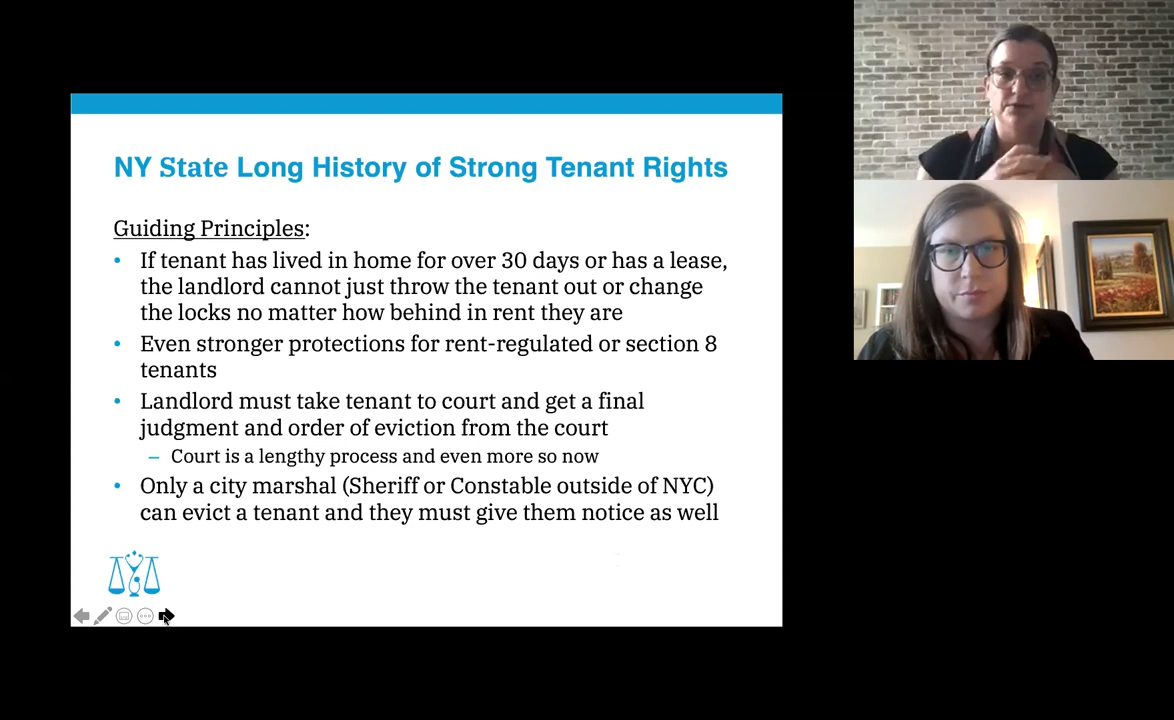 NY State Long History of Strong Tenant Rights
Guiding Principles:
• If tenant has lived in home for over 30 days or has a lease,
the landlord cannot just throw the tenant out or change
the locks no matter how behind in rent they are
• Even stronger protections for rent-regulated or section 8
tenants
• Landlord must take tenant to court and get a final
judgment and order of eviction from the court
– Court is a lengthy process and even more so now
• Only a city marshal (Sheriff or Constable outside of NYC)
can evict a tenant and they must give them notice as well